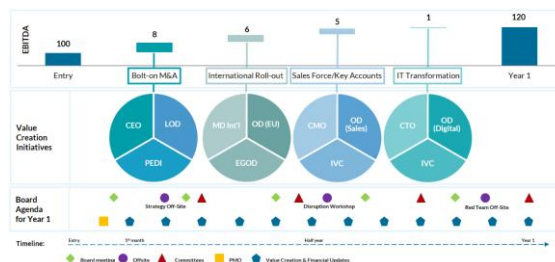 EBITDA
100
8
6
5
1
120
Entry
Bolt-on M&A
International Roll-out
Sales Force/Key Accounts
IT Transformation
Year 1
Value
Creation
Initiatives
CEO
LOD
PEDI
MD Int'l
OD (EU)
EGOD
CMO
OD
(Sales)
IVC
CTO
OD
(Digital)
IVC
Board
Agenda
for Year 1
Strategy Off-Site
Disruption Workshop
Red Team Off-Site
Timeline:
Entry
1st month
Half year
Year 1
Board meeting
Offsite
Committees
PMO
Value Creation & Financial Updates